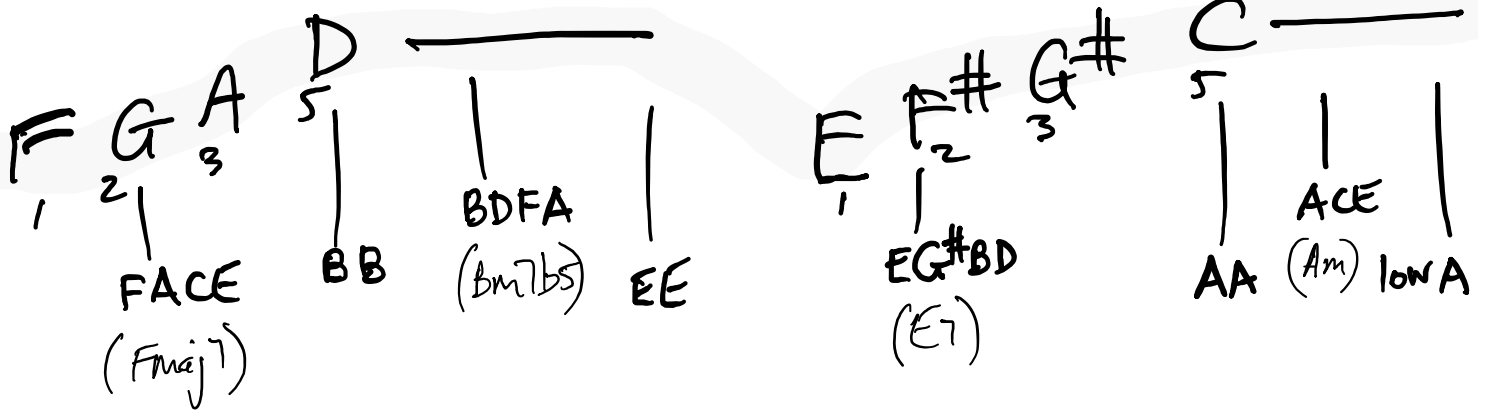 F G A D E F# G# C
1 2 3 5 1 2 3 5
FACE BB BDFA EE EG#BD AA ACE low A
(Fmaj7) (Bm7b5) (E7) (Am)